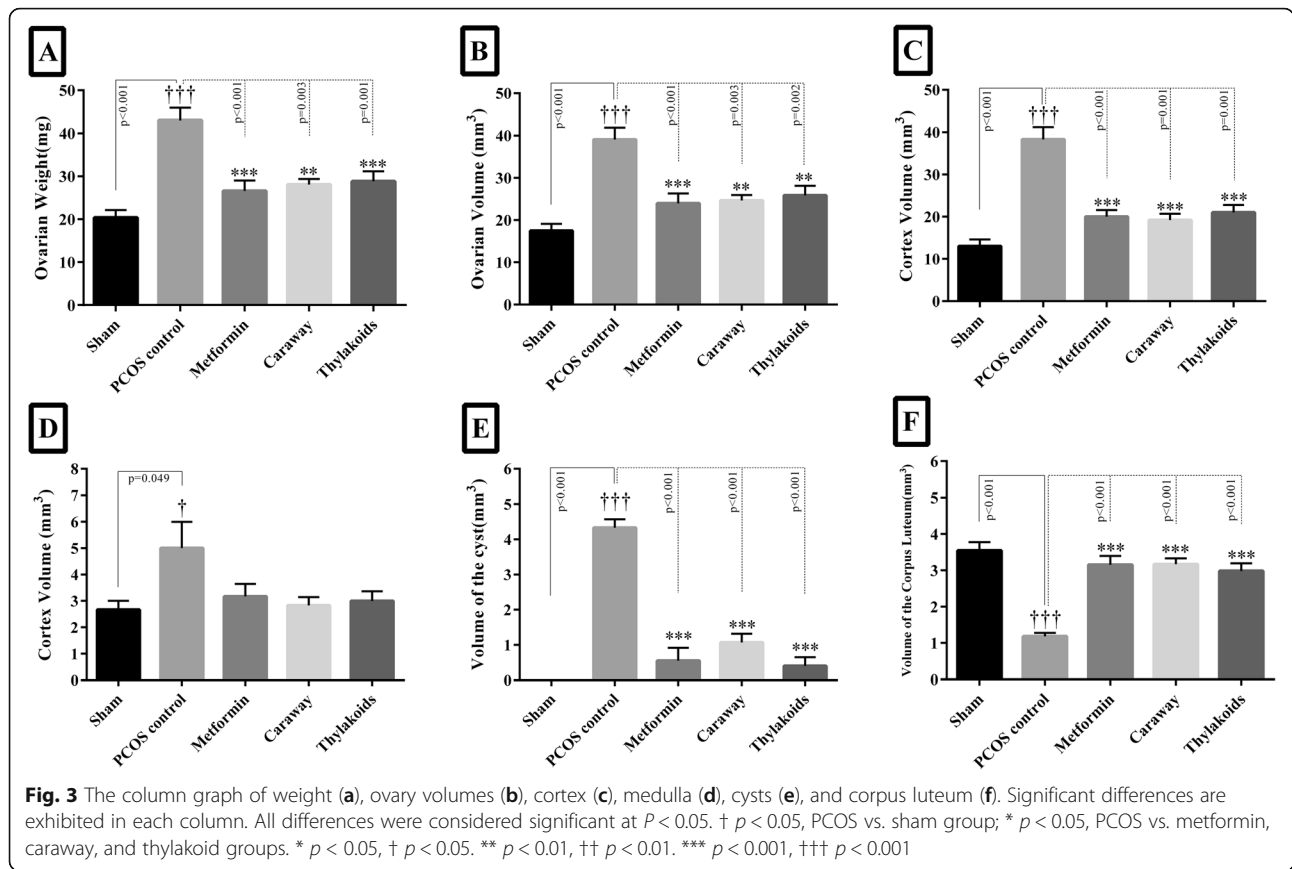 A
Ovarian Weight(mg)
50
40
30
20
10
0
p<0.001
†††
p<0.001
p=0.003
p=0.001
***
**
***
Sham
PCOS control
Metformin
Caraway
Thylakoids
B
Ovarian Volume (mm³)
50
40
30
20
10
0
p<0.001
†††
p<0.001
p=0.003
p=0.002
***
**
**
Sham
PCOS control
Metformin
Caraway
Thylakoids
C
Cortex Volume (mm³)
50
40
30
20
10
0
p<0.001
†††
p<0.001
p=0.001
p<0.001
***
***
***
Sham
PCOS control
Metformin
Caraway
Thylakoids
D
Cortex Volume (mm³)
8
7
6
5
4
3
2
1
0
p=0.049
†
Sham
PCOS control
Metformin
Caraway
Thylakoids
E
Volume of the cyst(mm³)
6
5
4
3
2
1
0
p<0.001
†††
p<0.001
p<0.001
p<0.001
***
***
***
Sham
PCOS control
Metformin
Caraway
Thylakoids
F
Volume of the Corpus Luteum(mm³)
6
5
4
3
2
1
0
p<0.001
†††
p<0.001
p<0.001
p<0.001
***
***
***
Sham
PCOS control
Metformin
Caraway
Thylakoids
Fig. 3 The column graph of weight (a), ovary volumes (b), cortex (c), medulla (d), cysts (e), and corpus luteum (f). Significant differences are
exhibited in each column. All differences were considered significant at P < 0.05. † p < 0.05, PCOS vs. sham group; * p < 0.05, PCOS vs. metformin,
caraway, and thylakoid groups. * p < 0.05, † p < 0.05. ** p < 0.01, †† p < 0.01. *** p < 0.001, ††† p < 0.001